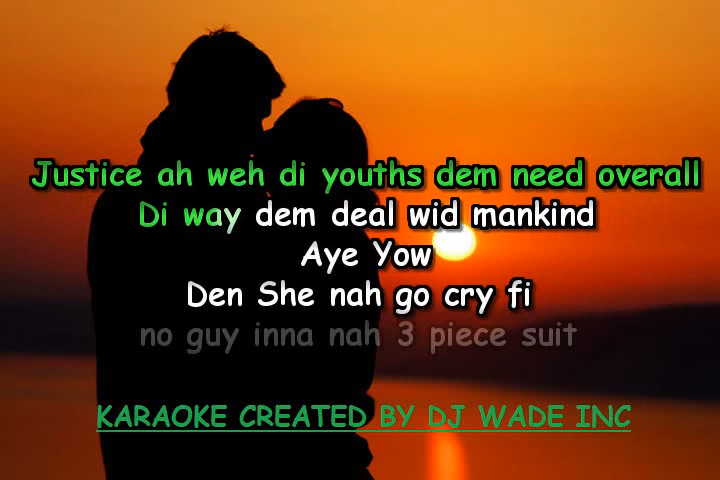 Justice ah weh di youths dem need overall
Di way dem deal wid mankind
Aye Yow
Den She nah go cry fi
no guy inna nah 3 piece suit
KARAOKE CREATED BY DJ WADE INC